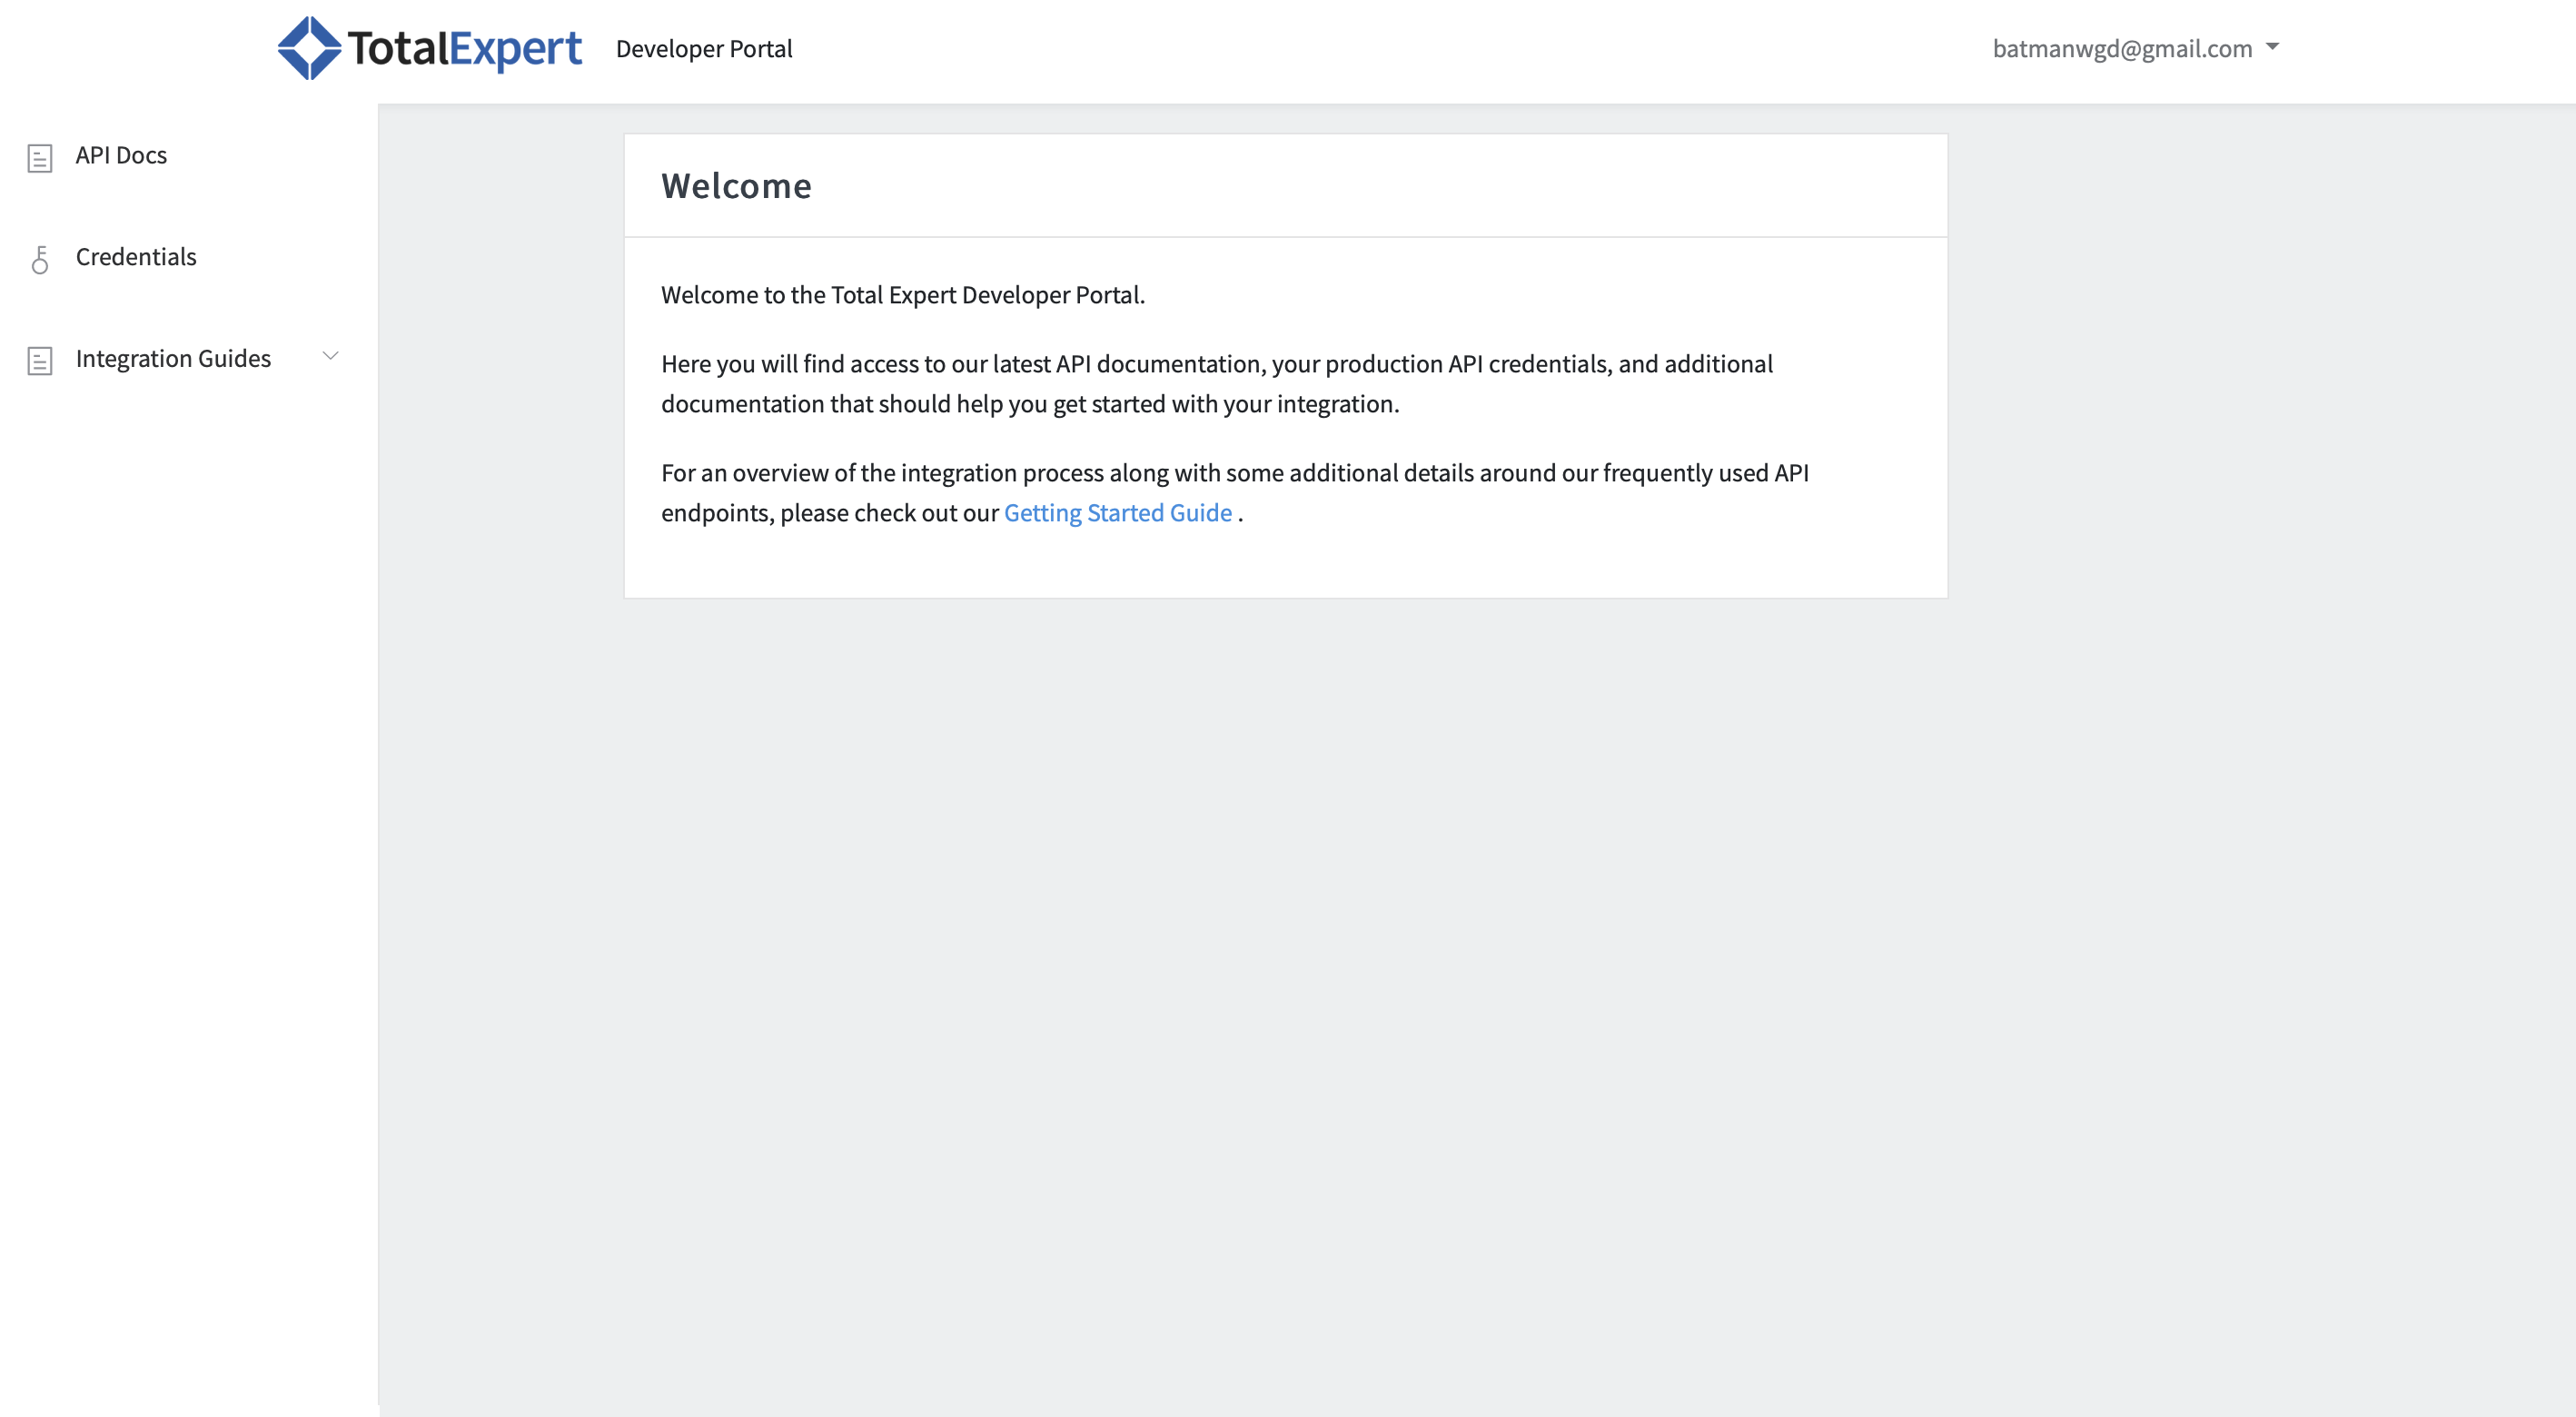 TotalExpert Developer Portal batmanwgd@gmail.com
API Docs
Credentials
Integration Guides
Welcome
Welcome to the Total Expert Developer Portal.
Here you will find access to our latest API documentation, your production API credentials, and additional
documentation that should help you get started with your integration.
For an overview of the integration process along with some additional details around our frequently used API
endpoints, please check out our Getting Started Guide .